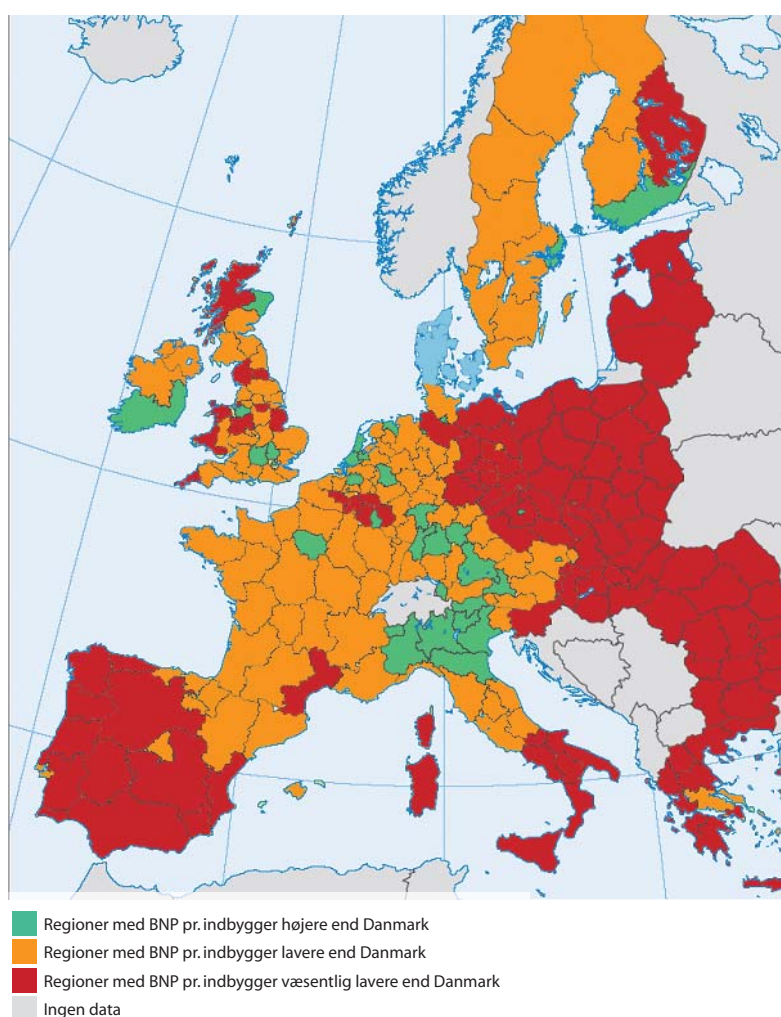 Regioner med BNP pr. indbygger højere end Danmark
Regioner med BNP pr. indbygger lavere end Danmark
Regioner med BNP pr. indbygger væsentlig lavere end Danmark
Ingen data